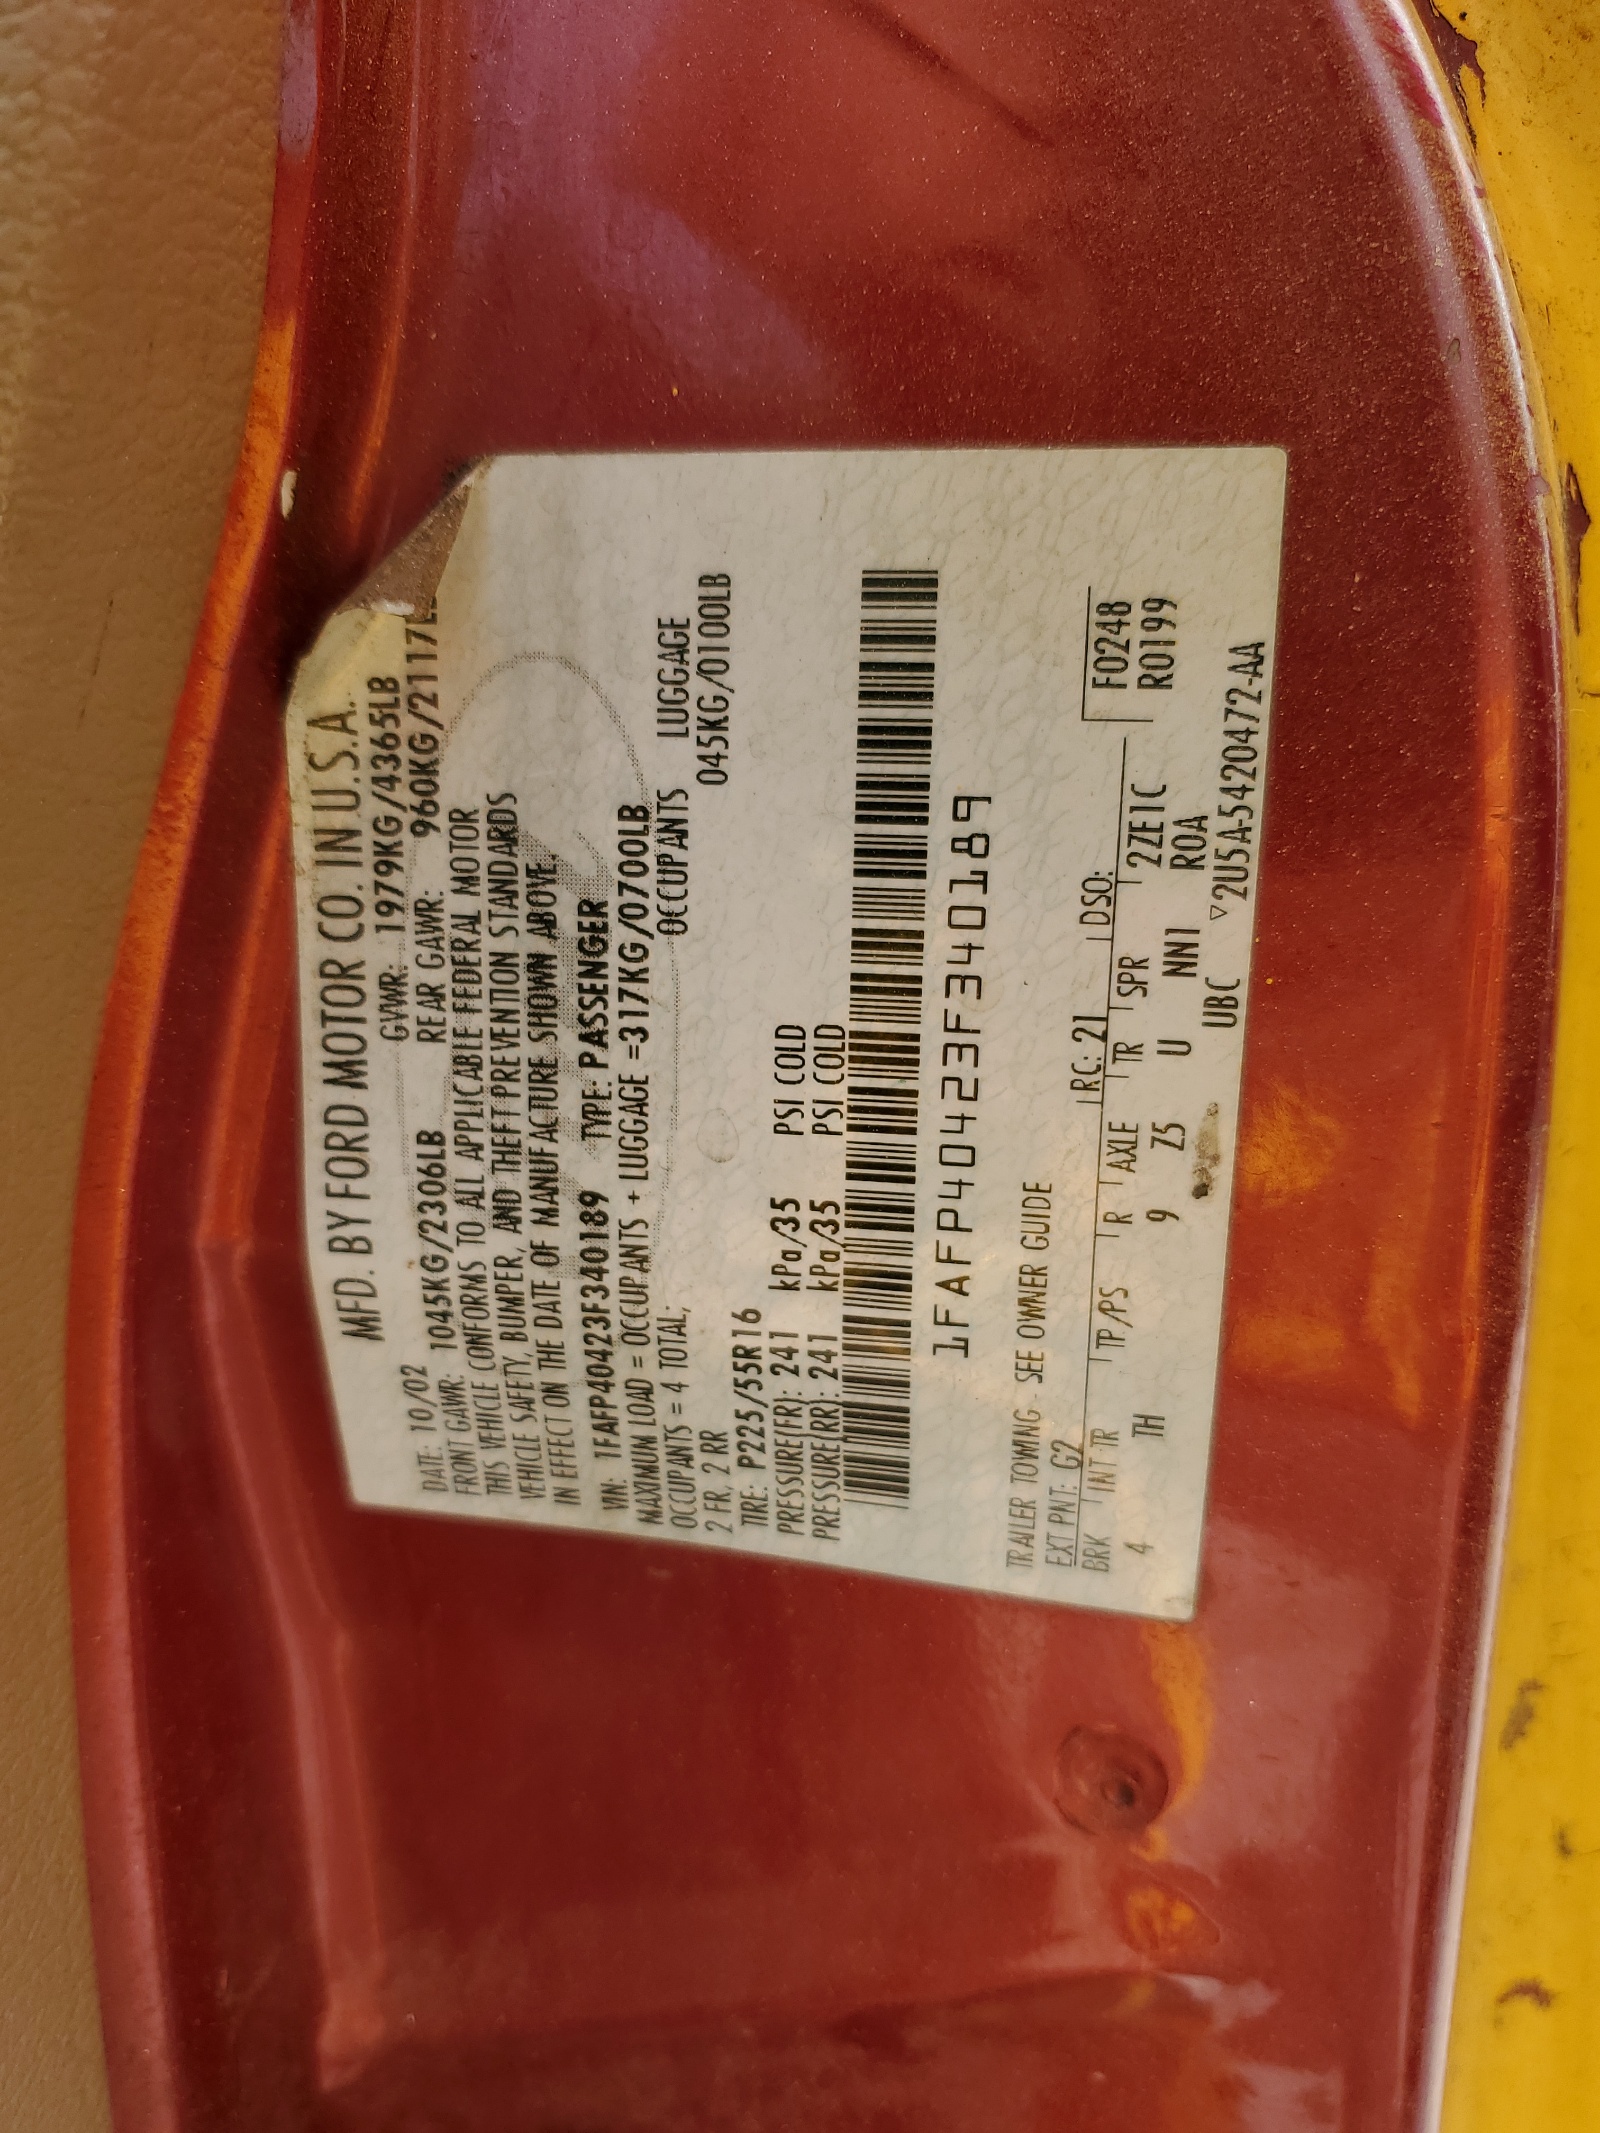 MFD. BY FORD MOTOR CO. IN U.S.A.
DATE: 10/02 GVWR: 1979KG/4365LB
FRONT GAWR: 1045KG/2306LB REAR GAWR: 960KG/2117L
THIS VEHICLE CONFORMS TO ALL APPLICABLE FEDERAL MOTOR
VEHICLE SAFETY, BUMPER, AND THEFT PREVENTION STANDARDS
IN EFFECT ON THE DATE OF MANUFACTURE SHOWN ABOVE.
VIN: 1FAFP40423F340189 TYPE: PASSENGER
MAXIMUM LOAD = OCCUPANTS + LUGGAGE =317KG/0700LB
OCCUPANTS = 4 TOTAL; OCCUPANTS LUGGAGE
2 FR, 2 RR 045KG/0100LB
TIRE: P225/55R16
PRESSURE(FR): 241 kPa/35 PSI COLD
PRESSURE(RR): 241 kPa/35 PSI COLD
1FAFP40423F340189
TRAILER TOWING - SEE OWNER GUIDE
EXT PNT: G2 RC: 21 DSO: F0248
BRK INT TR TP/PS R AXLE TR SPR 2ZE1C R0199
4 TH 9 Z5 U NN1 ROA
UBC ▽2U5A-5420472-AA